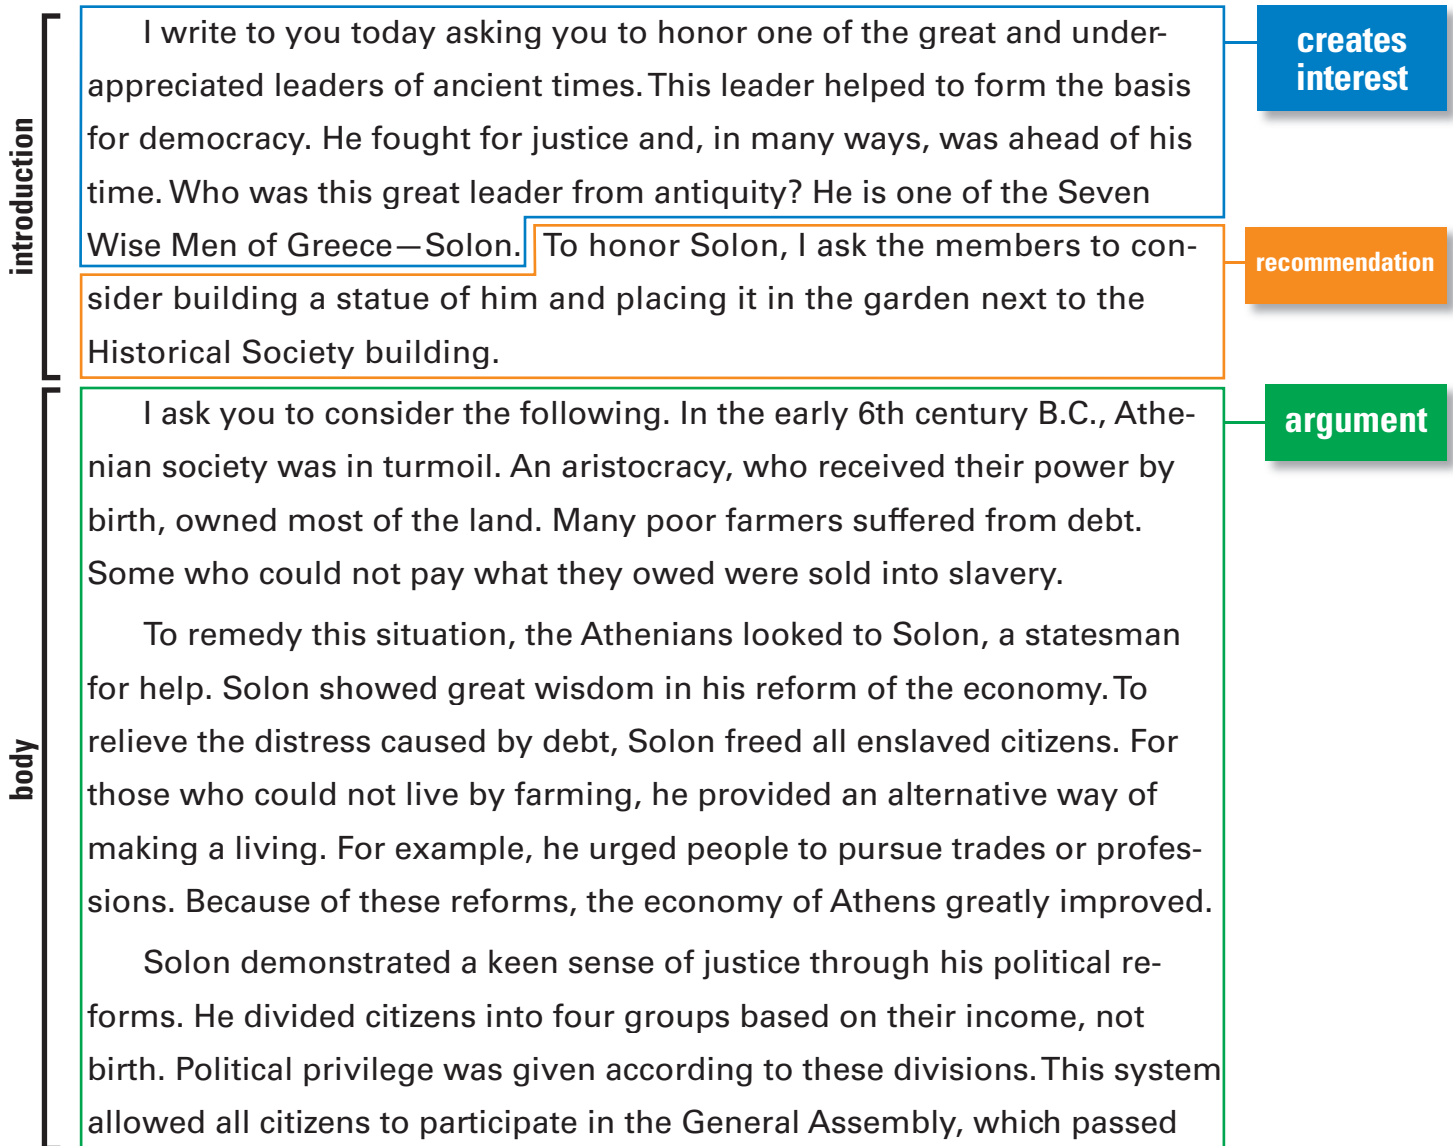 introduction
I write to you today asking you to honor one of the great and under-
appreciated leaders of ancient times. This leader helped to form the basis
for democracy. He fought for justice and, in many ways, was ahead of his
time. Who was this great leader from antiquity? He is one of the Seven
Wise Men of Greece—Solon. To honor Solon, I ask the members to con-
sider building a statue of him and placing it in the garden next to the
Historical Society building.
creates
interest
recommendation
body
I ask you to consider the following. In the early 6th century B.C., Athe-
nian society was in turmoil. An aristocracy, who received their power by
birth, owned most of the land. Many poor farmers suffered from debt.
Some who could not pay what they owed were sold into slavery.
To remedy this situation, the Athenians looked to Solon, a statesman
for help. Solon showed great wisdom in his reform of the economy. To
relieve the distress caused by debt, Solon freed all enslaved citizens. For
those who could not live by farming, he provided an alternative way of
making a living. For example, he urged people to pursue trades or profes-
sions. Because of these reforms, the economy of Athens greatly improved.
Solon demonstrated a keen sense of justice through his political re-
forms. He divided citizens into four groups based on their income, not
birth. Political privilege was given according to these divisions. This system
allowed all citizens to participate in the General Assembly, which passed
argument